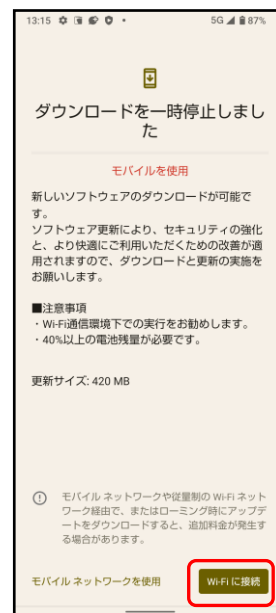 13:15 5G 87%
ダウンロードを一時停止しまし
た
モバイルを使用
新しいソフトウェアのダウンロードが可能で
す。
ソフトウェア更新により、セキュリティの強化
と、より快適にご利用いただくための改善が適
用されますので、ダウンロードと更新の実施を
お願いします。
■注意事項
・Wi-Fi通信環境下での実行をお勧めします。
・40%以上の電池残量が必要です。
更新サイズ: 420 MB
モバイル ネットワークや従量制の Wi-Fi ネット
ワーク経由で、またはローミング時にアップデ
ートをダウンロードすると、追加料金が発生す
る場合があります。
モバイル ネットワークを使用 Wi-Fi に接続